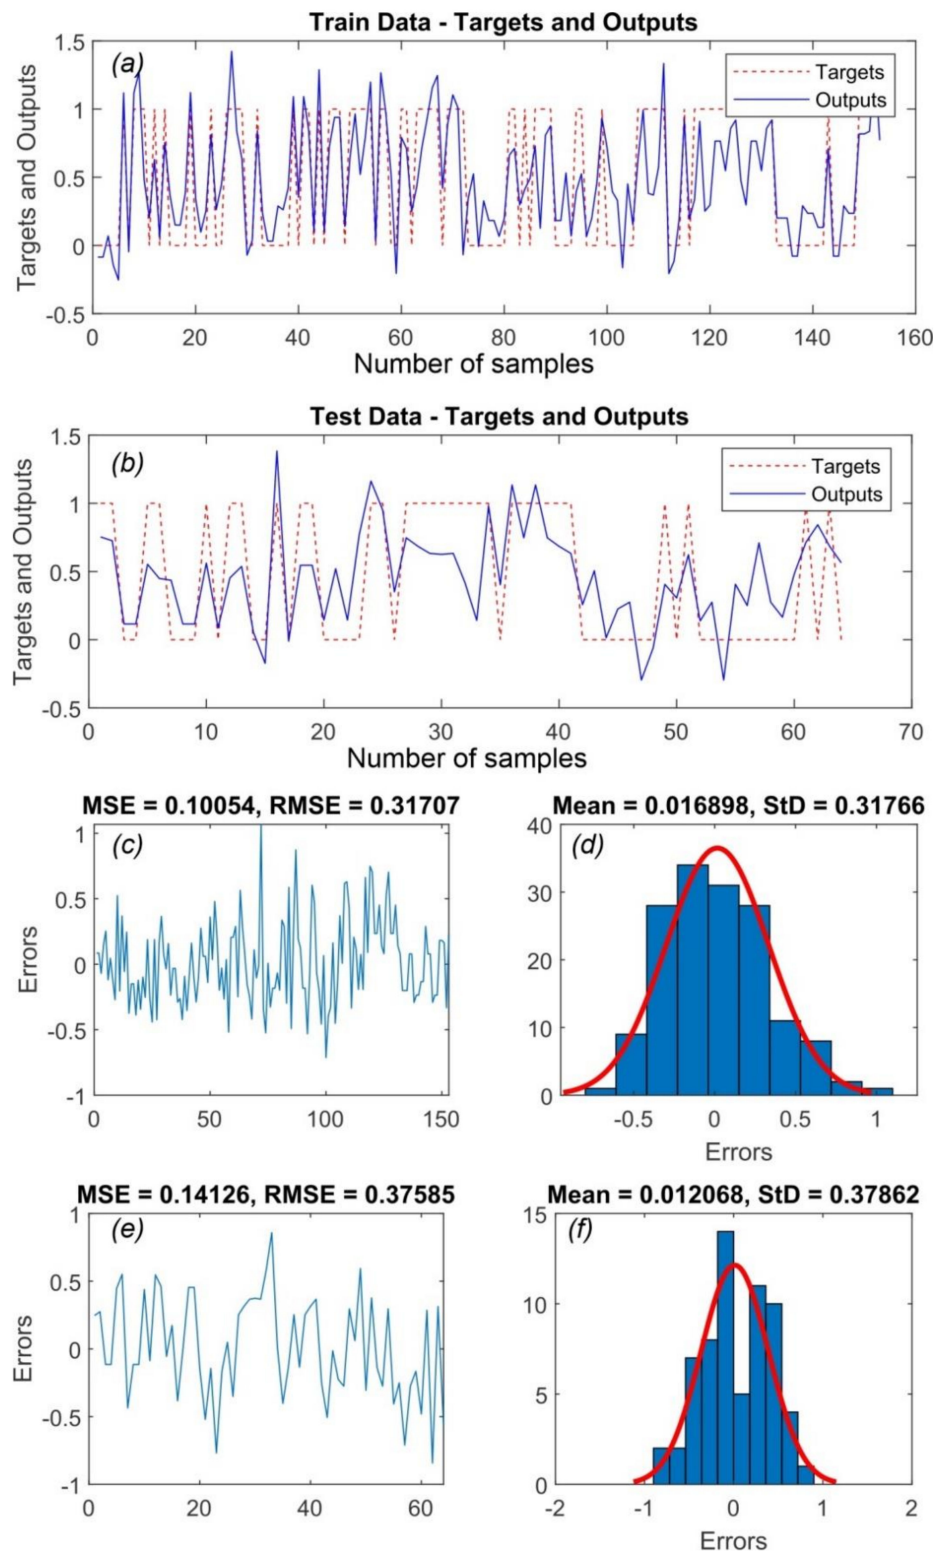 Train Data - Targets and Outputs
(a)
Targets
Outputs
Targets and Outputs
1.5
1
0.5
0
-0.5
0 20 40 60 80 100 120 140 160
Number of samples
Test Data - Targets and Outputs
(b)
Targets
Outputs
Targets and Outputs
1.5
1
0.5
0
-0.5
0 10 20 30 40 50 60 70
Number of samples
MSE = 0.10054, RMSE = 0.31707
(c)
Errors
1
0.5
0
-0.5
-1
0 50 100 150
Mean = 0.016898, StD = 0.31766
(d)
40
30
20
10
0
-0.5 0 0.5 1
Errors
MSE = 0.14126, RMSE = 0.37585
(e)
Errors
1
0.5
0
-0.5
-1
0 20 40 60
Mean = 0.012068, StD = 0.37862
(f)
15
10
5
0
-2 -1 0 1 2
Errors